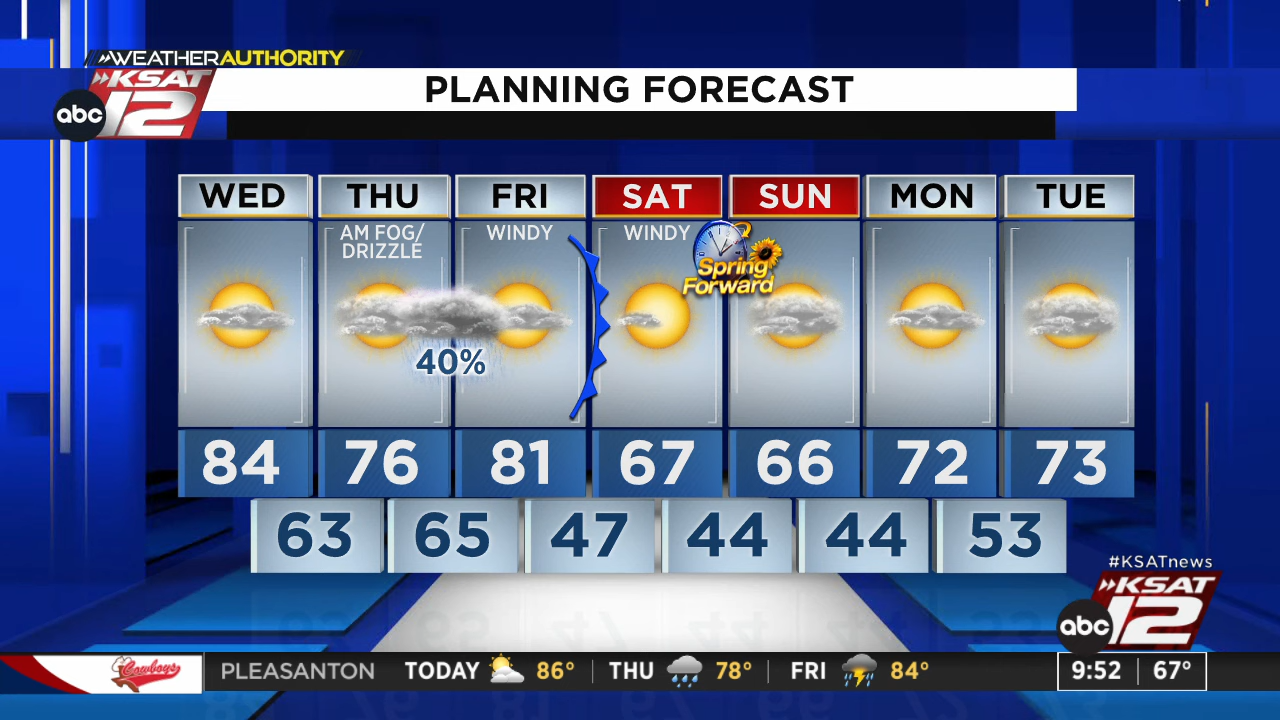 WEATHERAUTHORITY
KSAT
abc 12
PLANNING FORECAST
WED THU FRI SAT SUN MON TUE
AM FOG/ WINDY WINDY
DRIZZLE
Spring
Forward
40%
84 76 81 67 66 72 73
63 65 47 44 44 53
#KSATnews
KSAT
abc 12
Cowboys PLEASANTON TODAY 86° THU 78° FRI 84° 9:52 67°